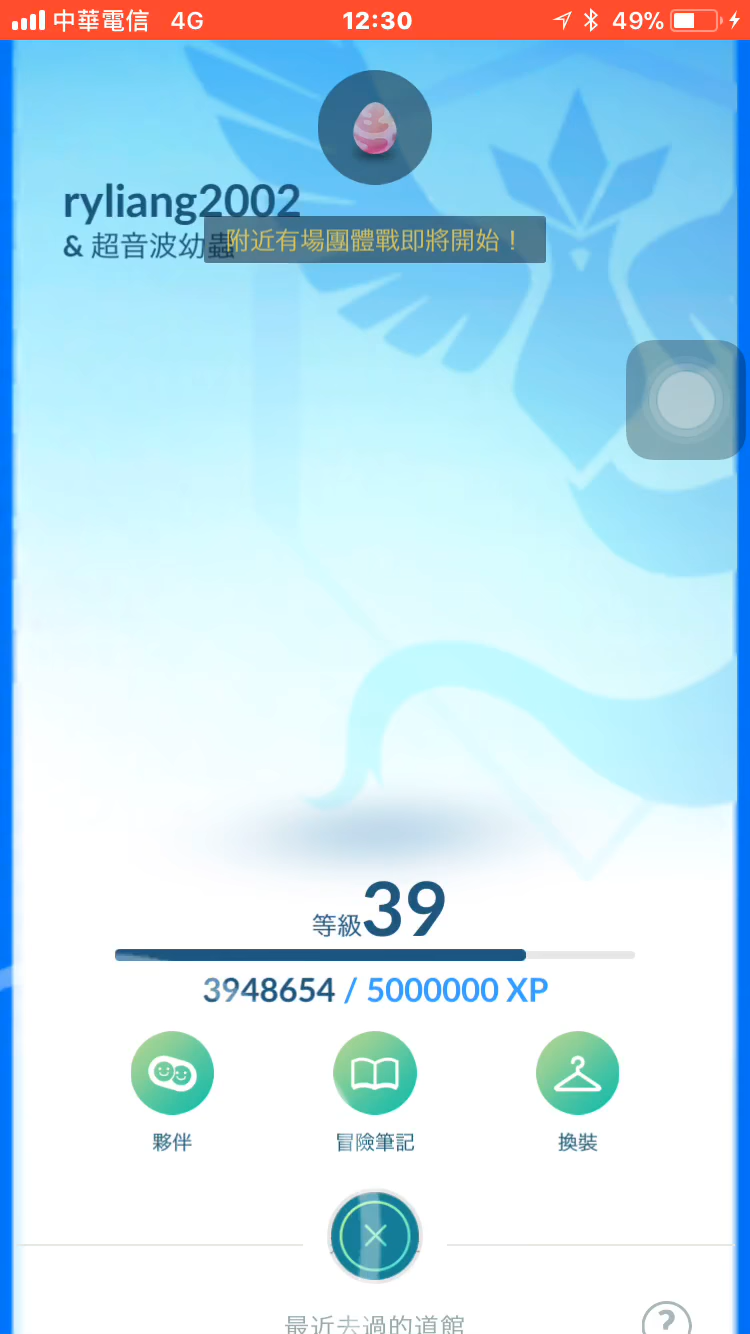 中華電信 4G 12:30 49%
ryliang2002
& 超音波幼蟲
附近有場團體戰即將開始！
等級39
3948654 / 5000000 XP
夥伴 冒險筆記 換裝
最近去過的道館 ?